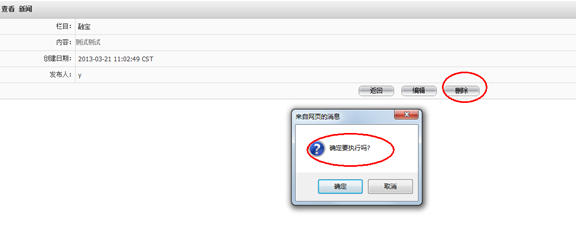 查看 新闻
栏目： 融宝
内容： 测试测试
创建日期： 2013-03-21 11:02:49 CST
发布人： y
返回 编辑 删除
来自网页的消息
确定要执行吗?
确定 取消